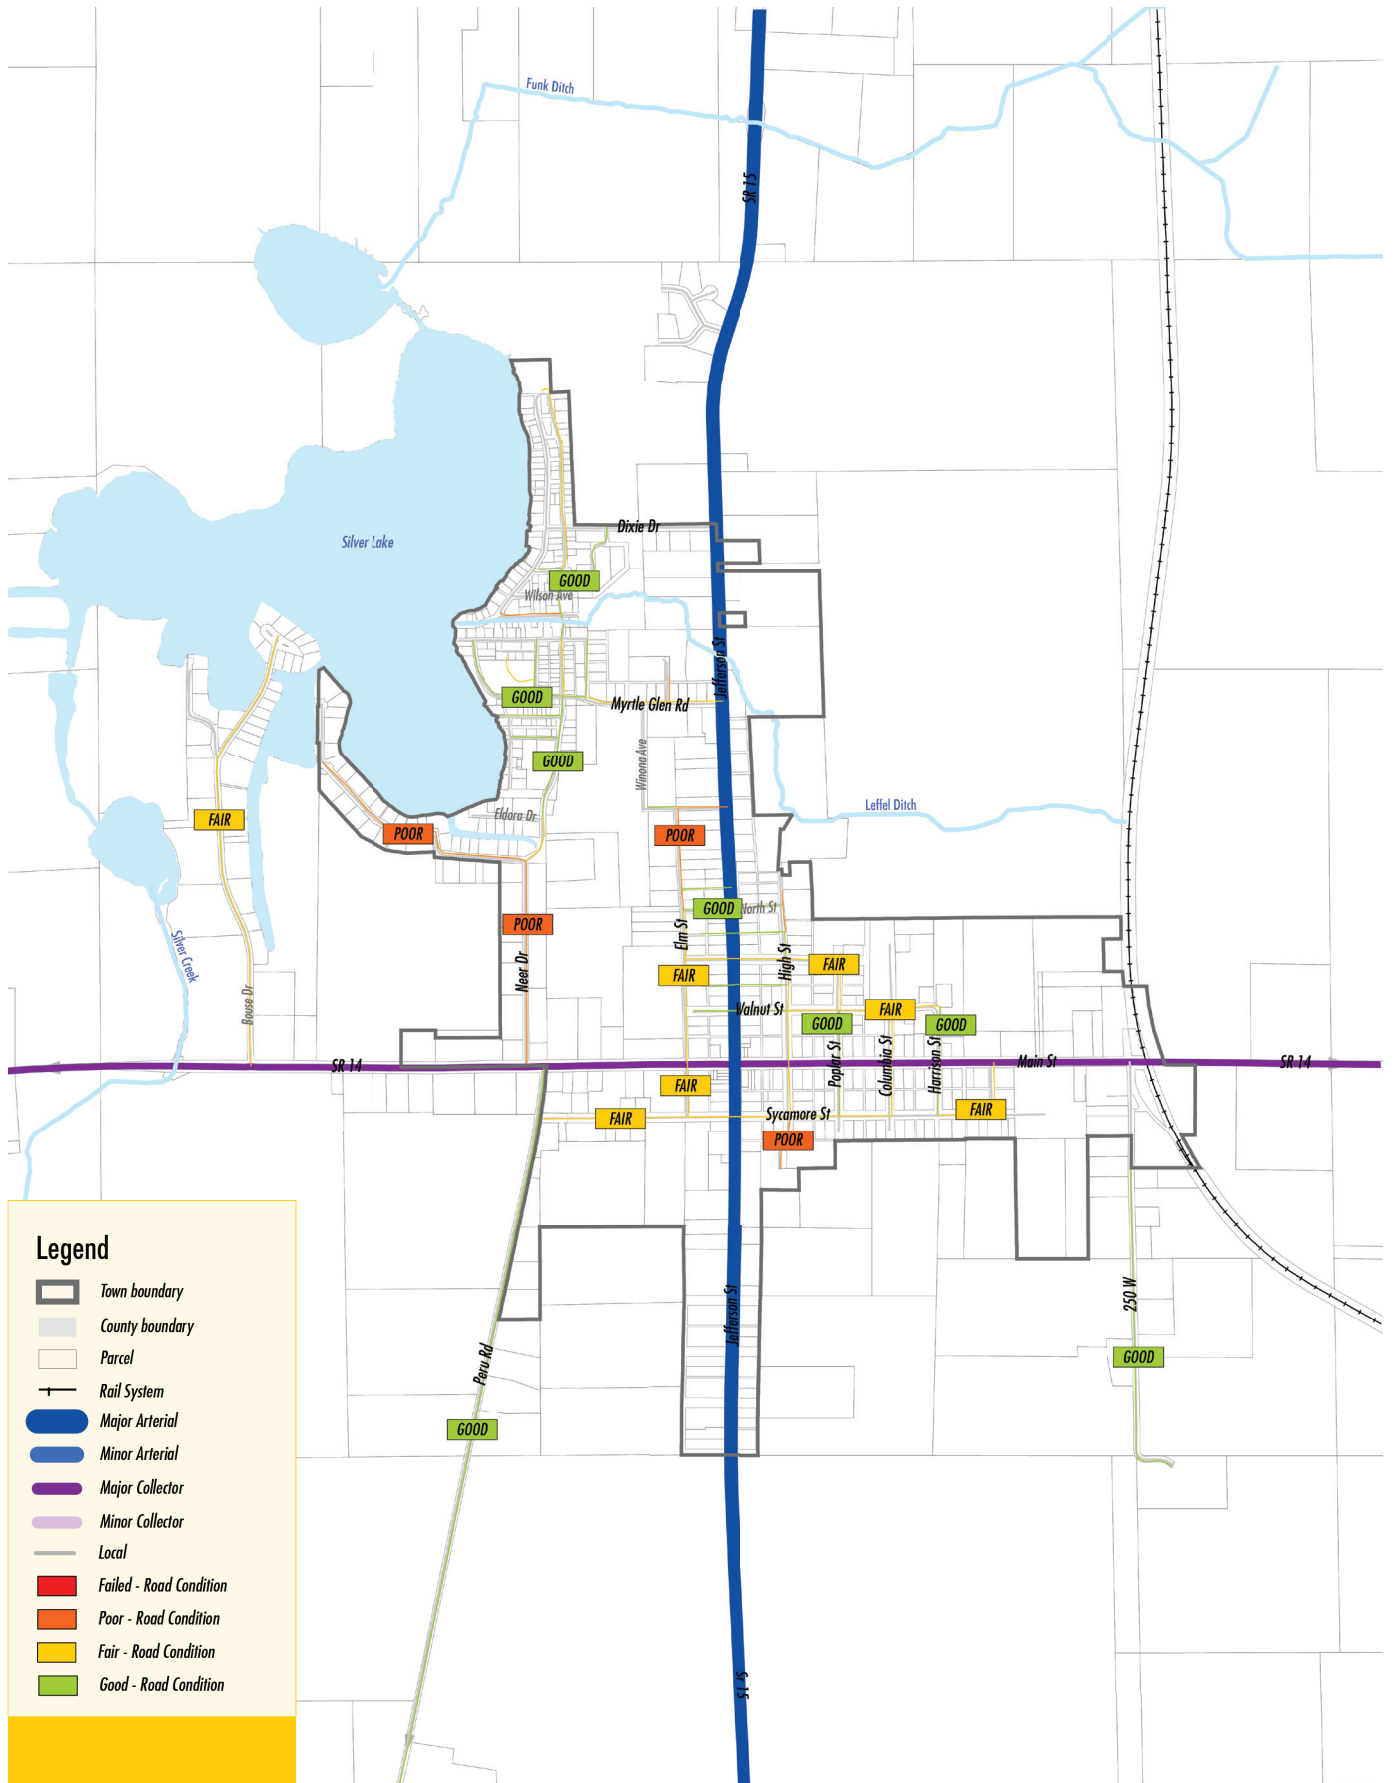 Funk Ditch
SR 15
Dixie Dr
Silver Lake
GOOD
Wilson Ave
Jefferson St
GOOD
Myrtle Glen Rd
Winona Ave
GOOD
Leffel Ditch
Eldora Dr
FAIR
POOR
POOR
GOOD
North St
POOR
Elm St
High St
Silver Creek
Neer Dr
FAIR
FAIR
Bouse Dr
Walnut St
FAIR
GOOD
GOOD
Poplar St
Columbia St
Harrison St
SR 14
Main St
SR 14
FAIR
FAIR
Sycamore St
FAIR
POOR
Legend
Town boundary
County boundary
Parcel
Rail System
Major Arterial
Minor Arterial
Major Collector
Minor Collector
Local
Failed - Road Condition
Poor - Road Condition
Fair - Road Condition
Good - Road Condition
Jefferson St
250 W
Peru Rd
GOOD
GOOD